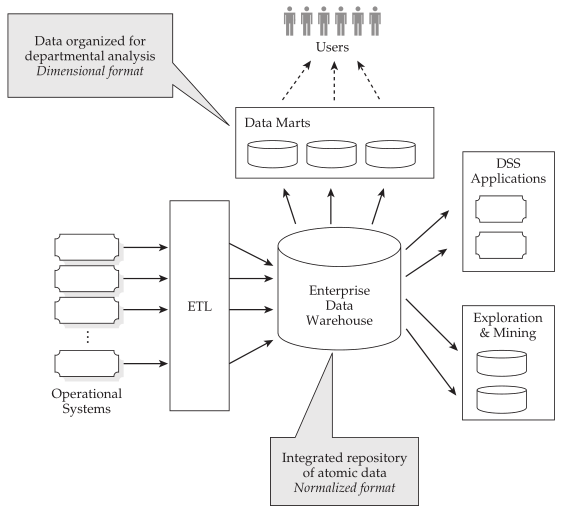 Data organized for
departmental analysis
Dimensional format
Users
Data Marts
DSS
Applications
ETL
Enterprise
Data
Warehouse
Exploration
& Mining
Operational
Systems
Integrated repository
of atomic data
Normalized format